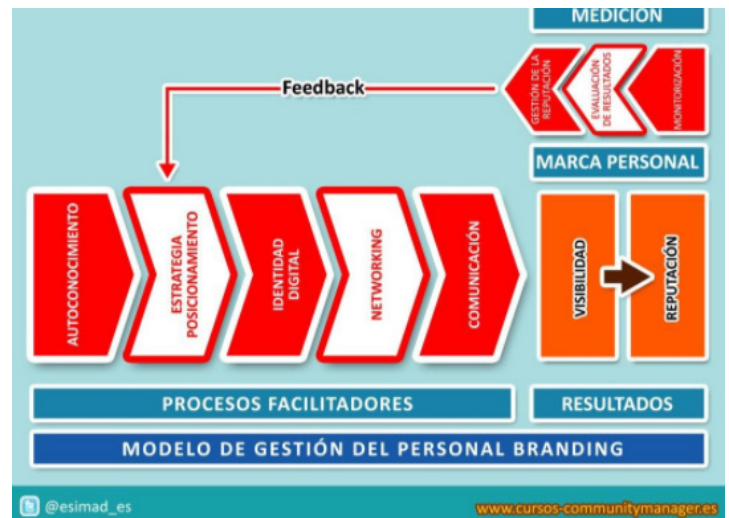 MEDICIÓN
GESTIÓN DE LA
REPUTACIÓN
EVALUACIÓN
DE RESULTADOS
MONITORIZACIÓN
Feedback
MARCA PERSONAL
AUTOCONOCIMIENTO
ESTRATEGIA
POSICIONAMIENTO
IDENTIDAD
DIGITAL
NETWORKING
COMUNICACIÓN
VISIBILIDAD
REPUTACIÓN
PROCESOS FACILITADORES
RESULTADOS
MODELO DE GESTIÓN DEL PERSONAL BRANDING
@esimad_es
www.cursos-communitymanager.es